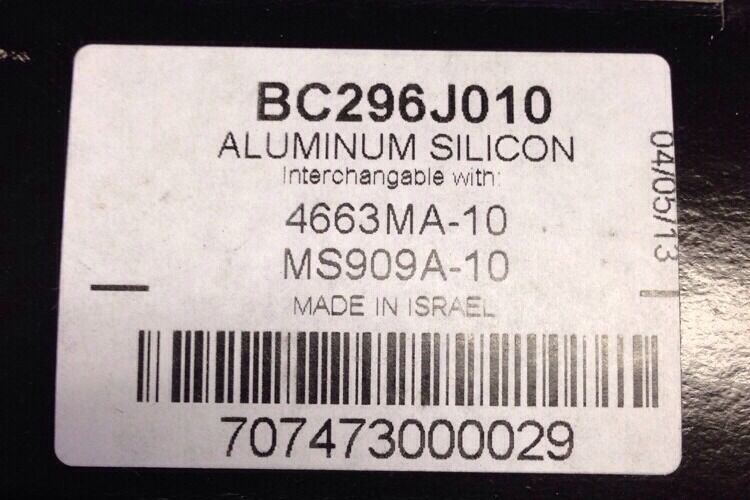 BC296J010
ALUMINUM SILICON
Interchangable with:
4663MA-10
MS909A-10
MADE IN ISRAEL
707473000029
04/05/13